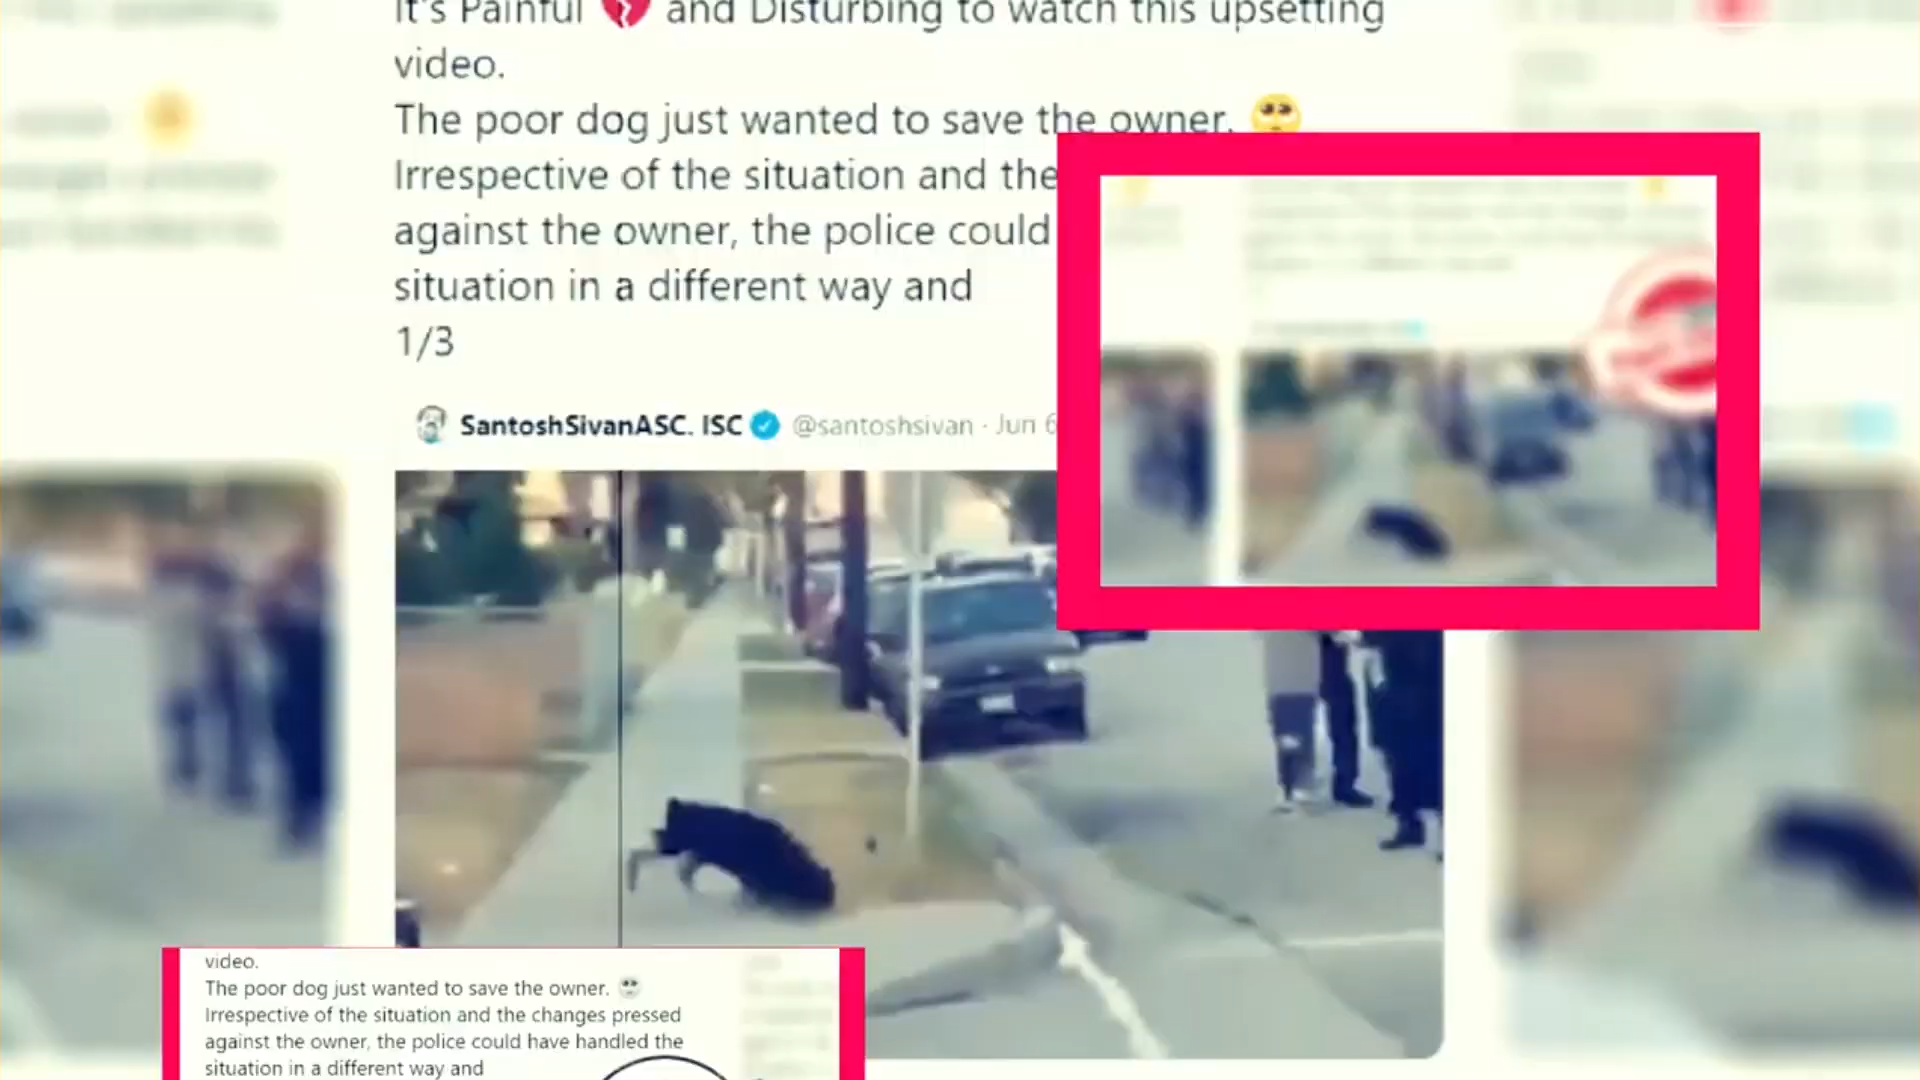 It's Painful 💔 and Disturbing to watch this upsetting
video.
The poor dog just wanted to save the owner. 🥺
Irrespective of the situation and the
against the owner, the police could
situation in a different way and
1/3
SantoshSivanASC. ISC @santoshsivan · Jun 6
video.
The poor dog just wanted to save the owner. 🥺
Irrespective of the situation and the changes pressed
against the owner, the police could have handled the
situation in a different way and